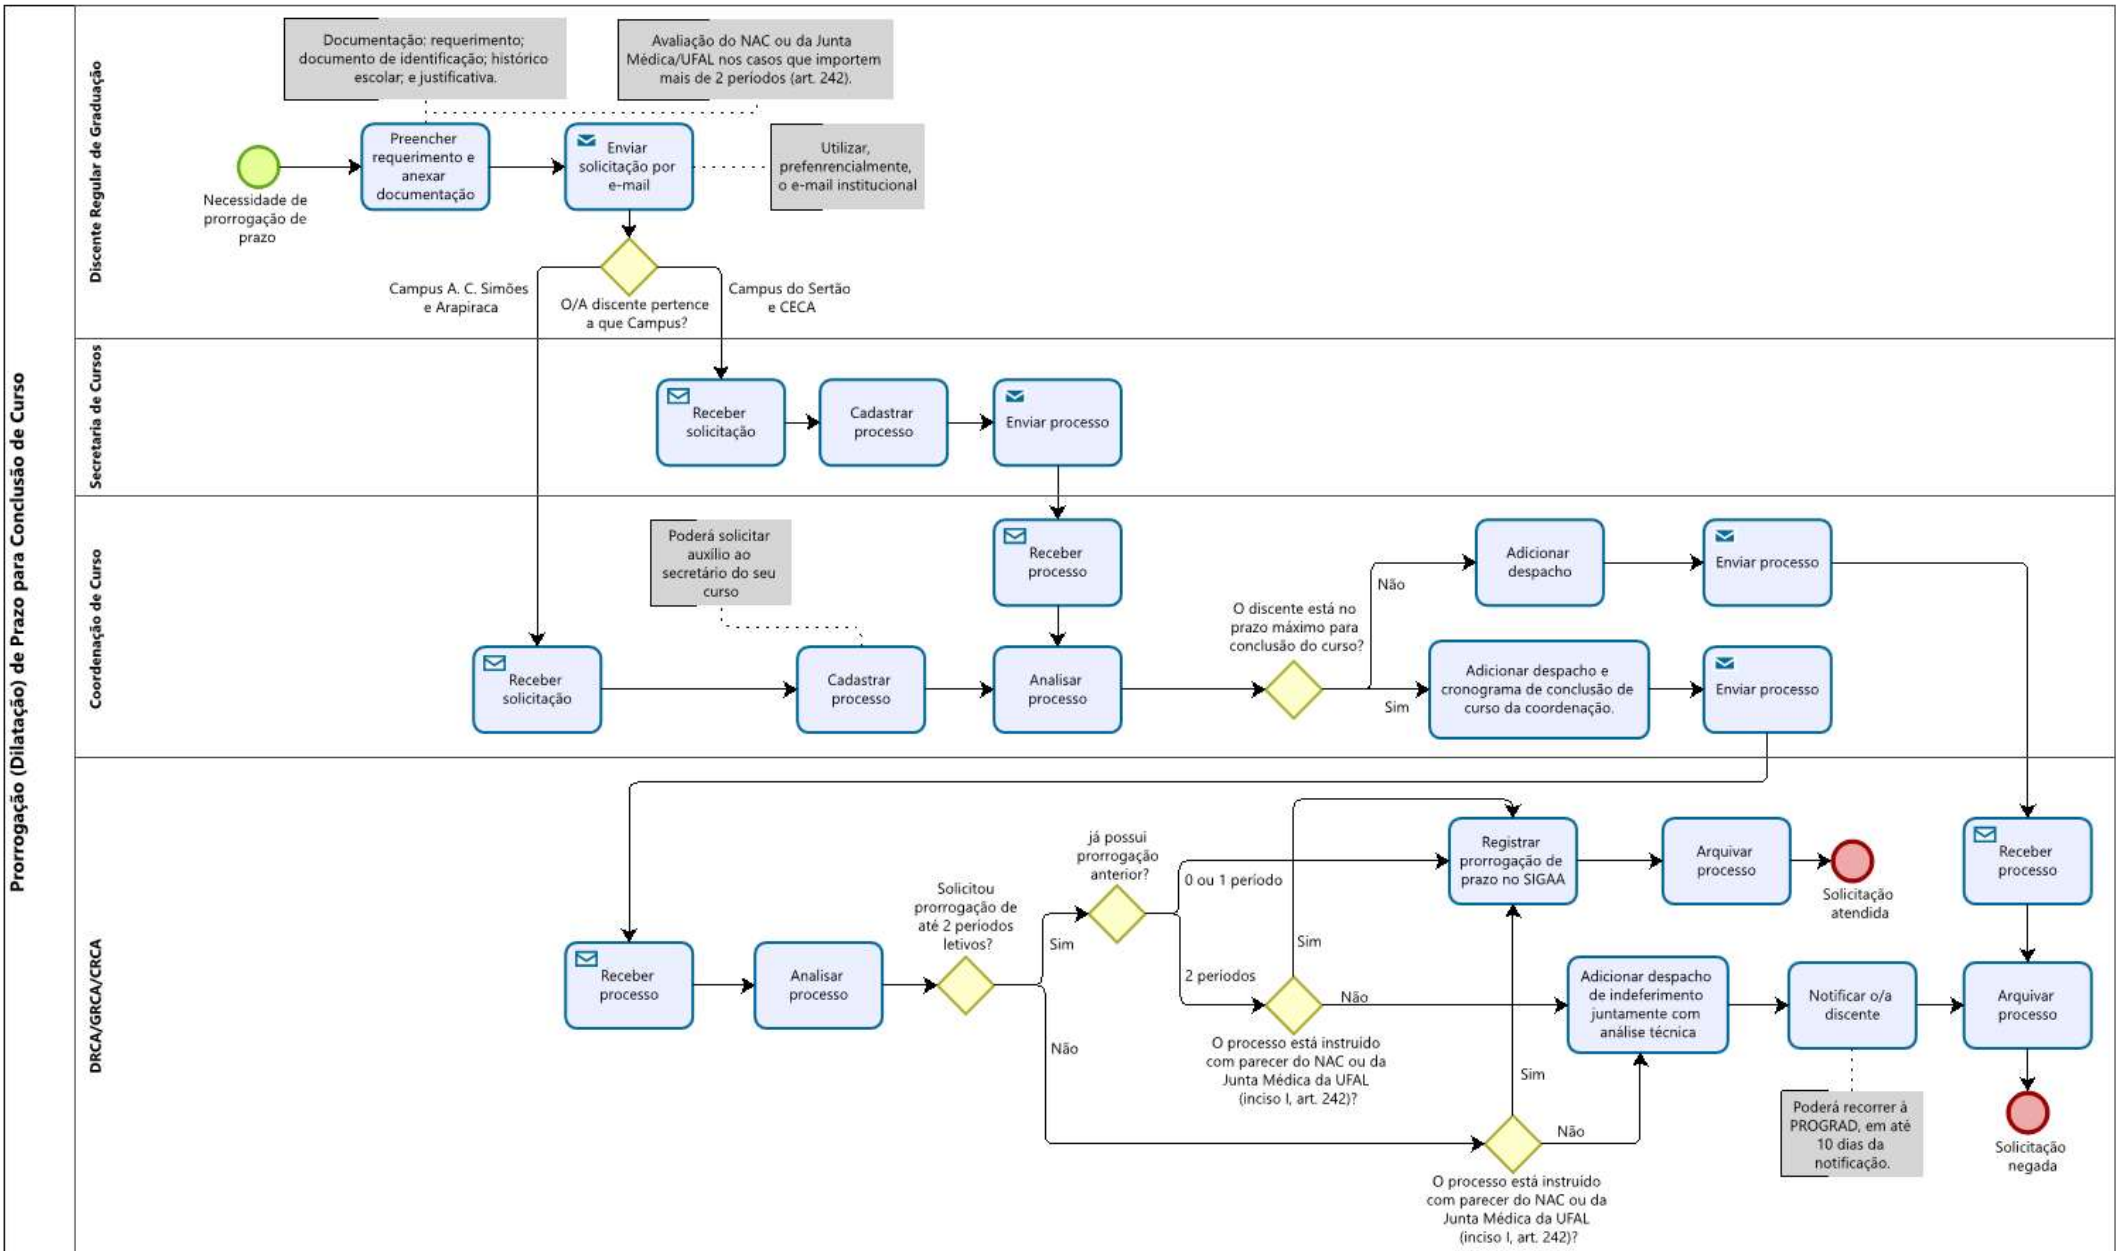 Prorrogação (Dilatação) de Prazo para Conclusão de Curso
Discente Regular de Graduação
Documentação: requerimento;
documento de identificação; histórico
escolar; e justificativa.
Avaliação do NAC ou da Junta
Médica/UFAL nos casos que importem
mais de 2 períodos (art. 242).
Necessidade de
prorrogação de
prazo
Preencher
requerimento e
anexar
documentação
Enviar
solicitação por
e-mail
Utilizar,
prefenrencialmente,
o e-mail institucional
Campus A. C. Simões
e Arapiraca
O/A discente pertence
a que Campus?
Campus do Sertão
e CECA
Secretaria de Cursos
Receber
solicitação
Cadastrar
processo
Enviar processo
Coordenação de Curso
Poderá solicitar
auxílio ao
secretário do seu
curso
Receber
processo
Adicionar
despacho
Enviar processo
Não
O discente está no
prazo máximo para
conclusão do curso?
Receber
solicitação
Cadastrar
processo
Analisar
processo
Sim
Adicionar despacho e
cronograma de conclusão de
curso da coordenação.
Enviar processo
DRCA/GRCA/CRCA
Receber
processo
Analisar
processo
Solicitou
prorrogação de
até 2 períodos
letivos?
Sim
Não
já possui
prorrogação
anterior?
0 ou 1 período
2 períodos
Sim
Não
O processo está instruído
com parecer do NAC ou da
Junta Médica da UFAL
(inciso I, art. 242)?
Registrar
prorrogação de
prazo no SIGAA
Arquivar
processo
Solicitação
atendida
Receber
processo
Adicionar despacho
de indeferimento
juntamente com
análise técnica
Notificar o/a
discente
Arquivar
processo
Sim
Não
O processo está instruído
com parecer do NAC ou da
Junta Médica da UFAL
(inciso I, art. 242)?
Poderá recorrer à
PROGRAD, em até
10 dias da
notificação.
Solicitação
negada